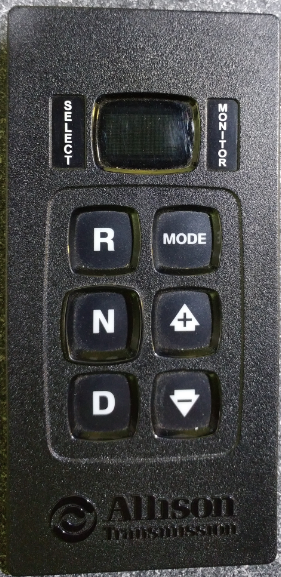 SELECT
MONITOR
R
MODE
N
+
D
-
Allison
Transmission